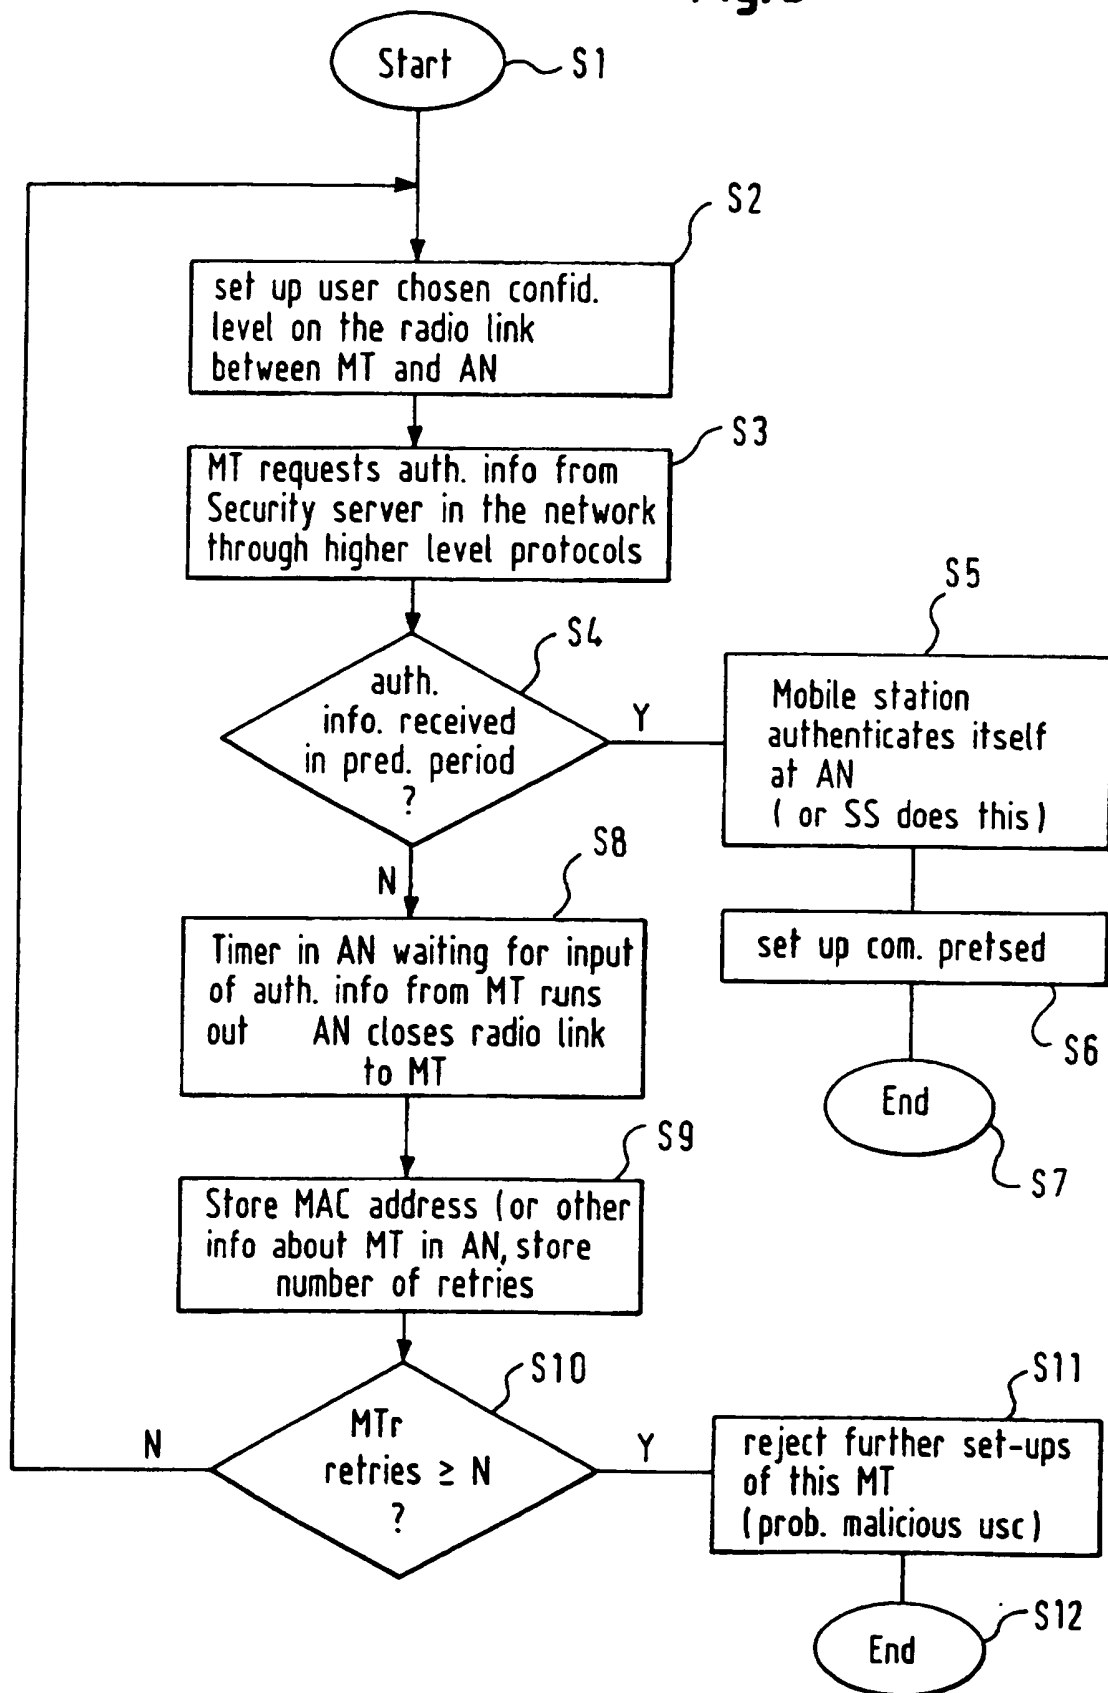 Start
S1
S2
set up user chosen confid.
level on the radio link
between MT and AN
S3
MT requests auth. info from
Security server in the network
through higher level protocols
S4
auth.
info. received
in pred. period
?
Y
N
S5
Mobile station
authenticates itself
at AN
( or SS does this)
set up com. pretsed
S6
End
S7
S8
Timer in AN waiting for input
of auth. info from MT runs
out AN closes radio link
to MT
S9
Store MAC address (or other
info about MT in AN, store
number of retries
S10
MTr
retries ≥ N
?
N
Y
S11
reject further set-ups
of this MT
(prob. malicious usc)
End
S12